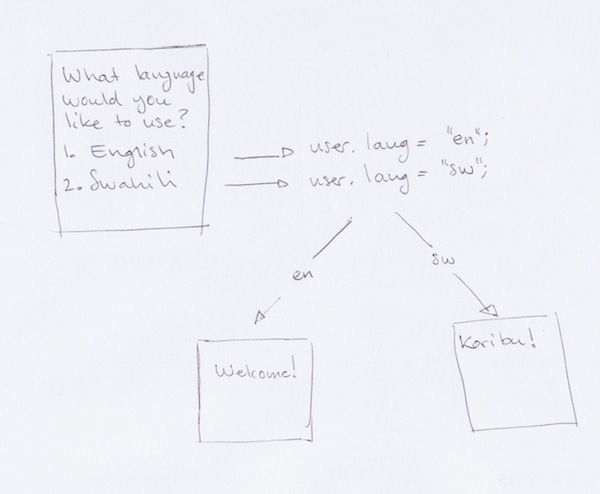 What language
would you
like to use?
1. English
2. Swahili
user.lang = "en";
user.lang = "sw";
en
sw
Welcome!
Karibu!